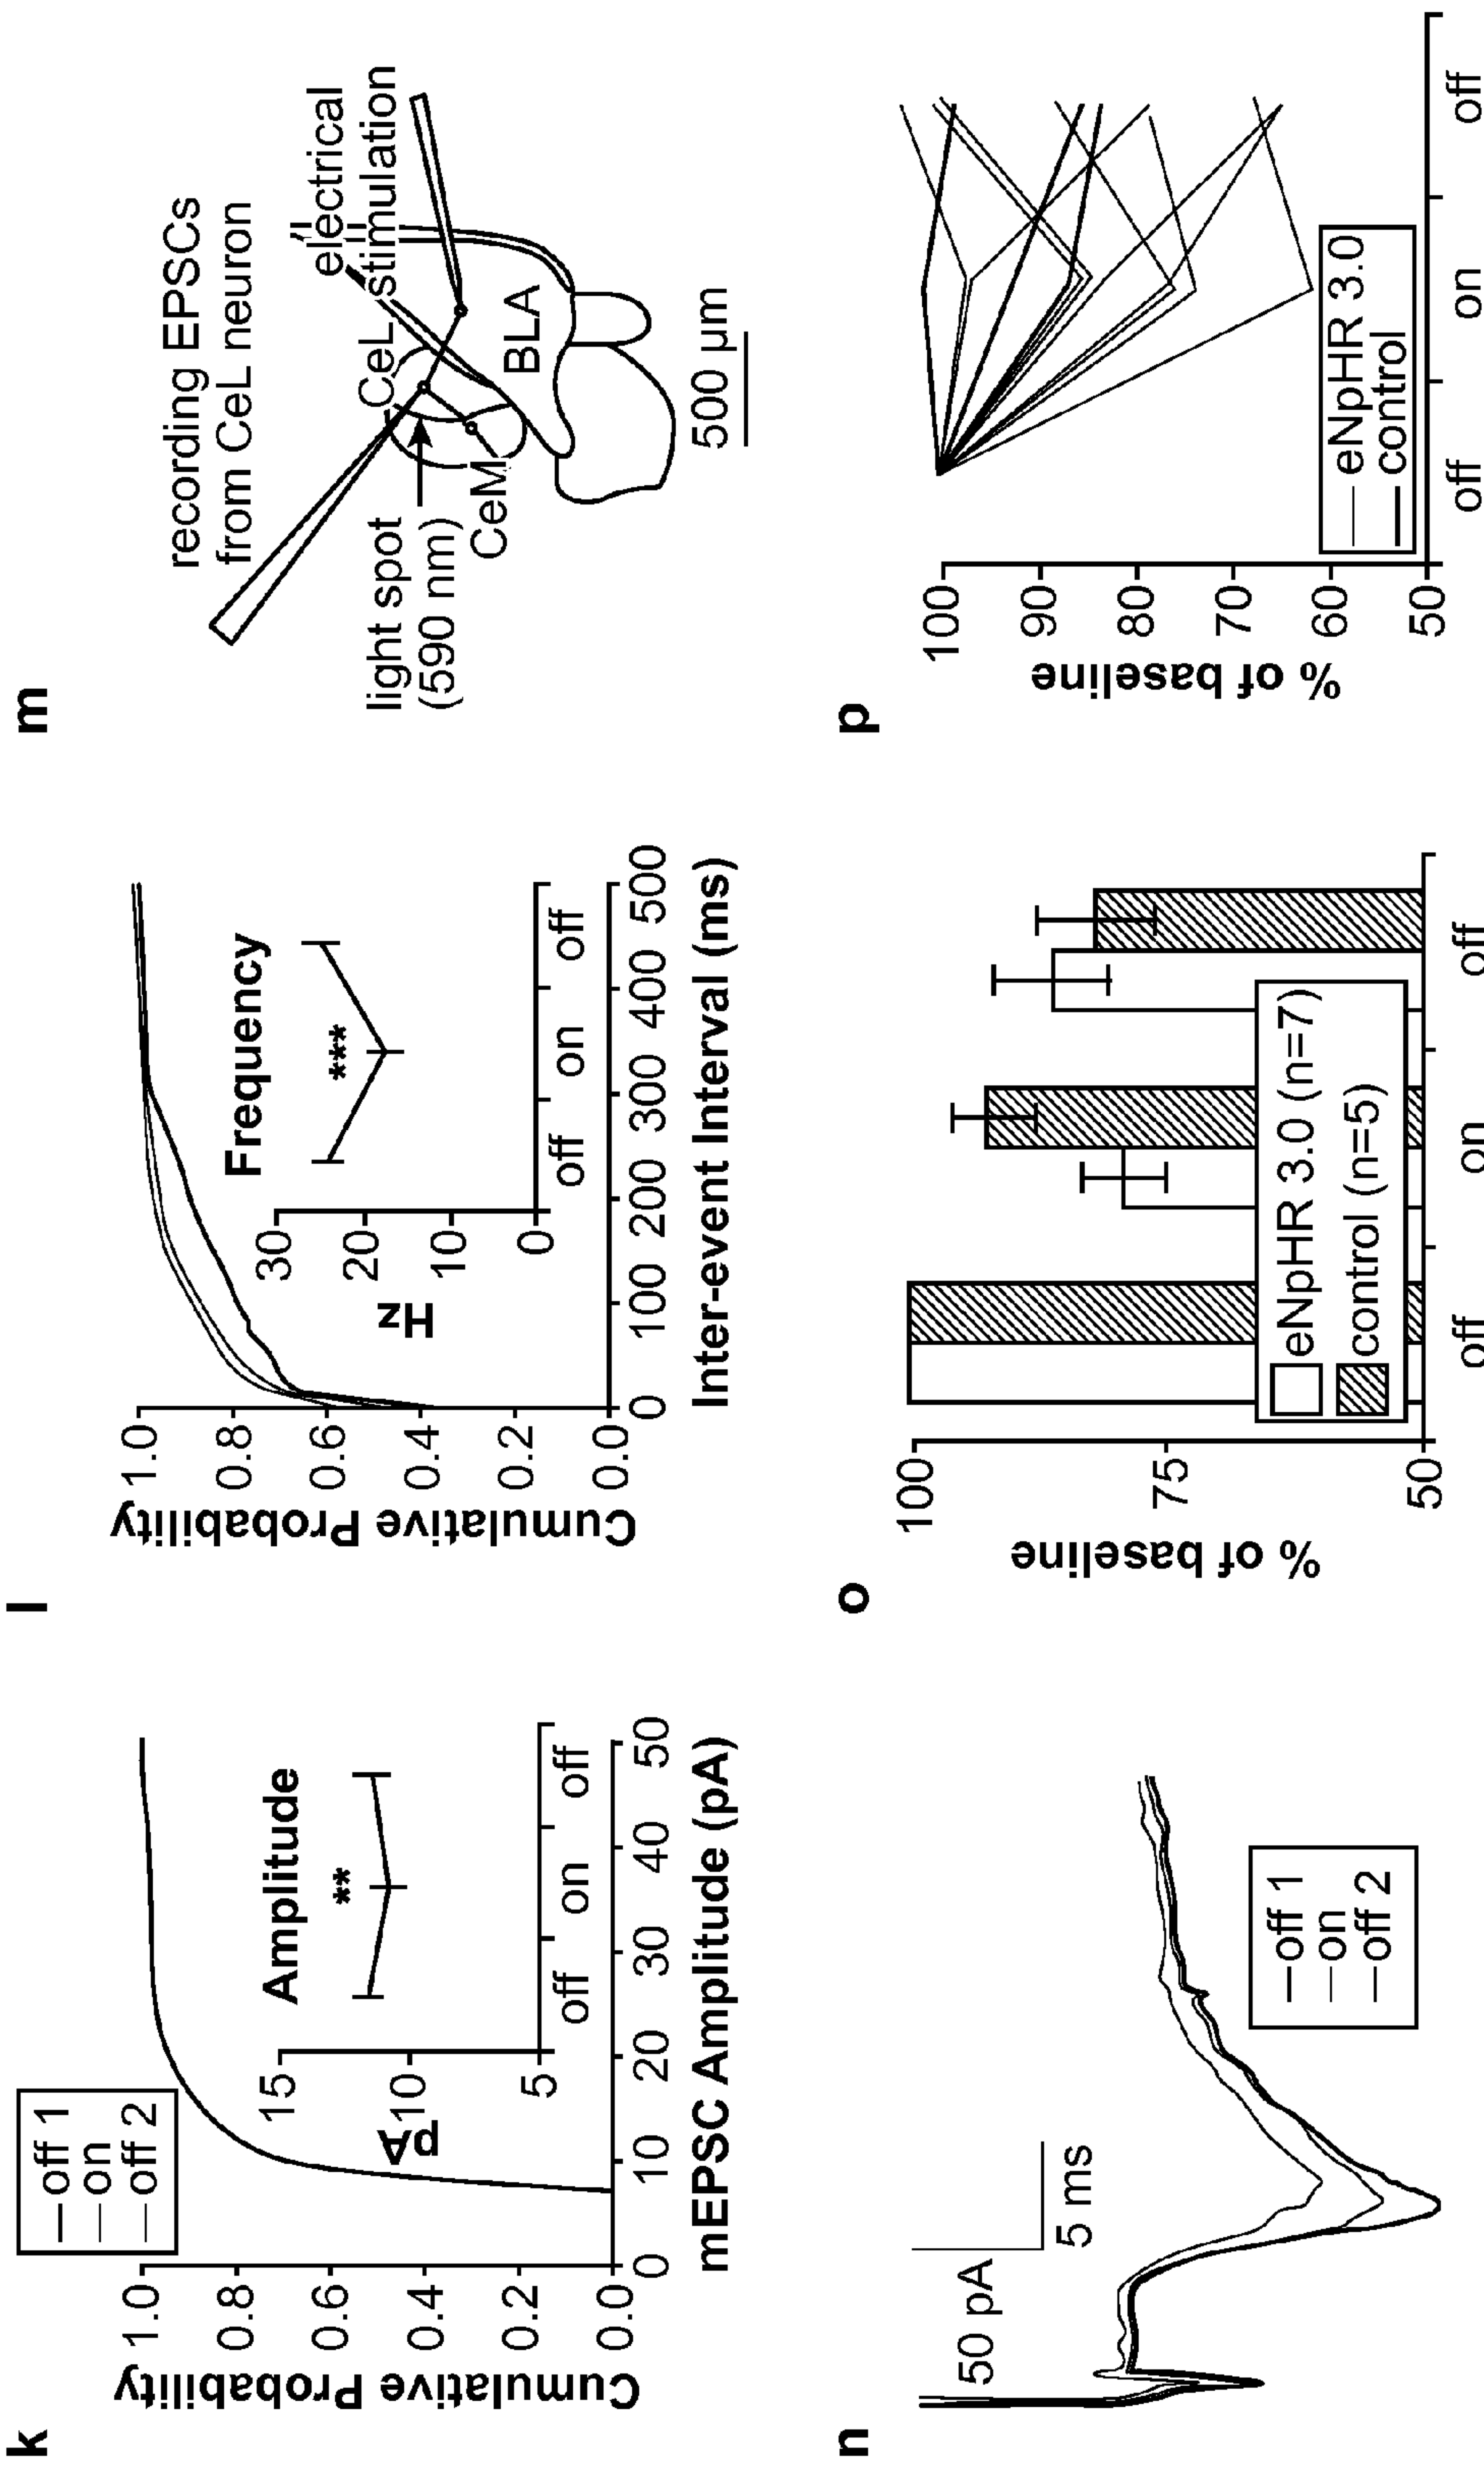 k
off 1
on
off 2
Cumulative Probability
1.0
0.8
0.6
0.4
0.2
0.0
0 10 20 30 40 50
mEPSC Amplitude (pA)
Amplitude
**
pA
15
10
5
off on off
l
Cumulative Probability
1.0
0.8
0.6
0.4
0.2
0.0
0 100 200 300 400 500
Inter-event Interval (ms)
Frequency
***
Hz
30
20
10
0
off on off
m
recording EPSCs
from CeL neuron
electrical
stimulation
CeL
light spot
(590 nm)
CeM
BLA
500 µm
n
50 pA
5 ms
off 1
on
off 2
o
% of baseline
100
75
50
eNpHR 3.0 (n=7)
control (n=5)
off on off
p
% of baseline
100
90
80
70
60
50
eNpHR 3.0
control
off on off